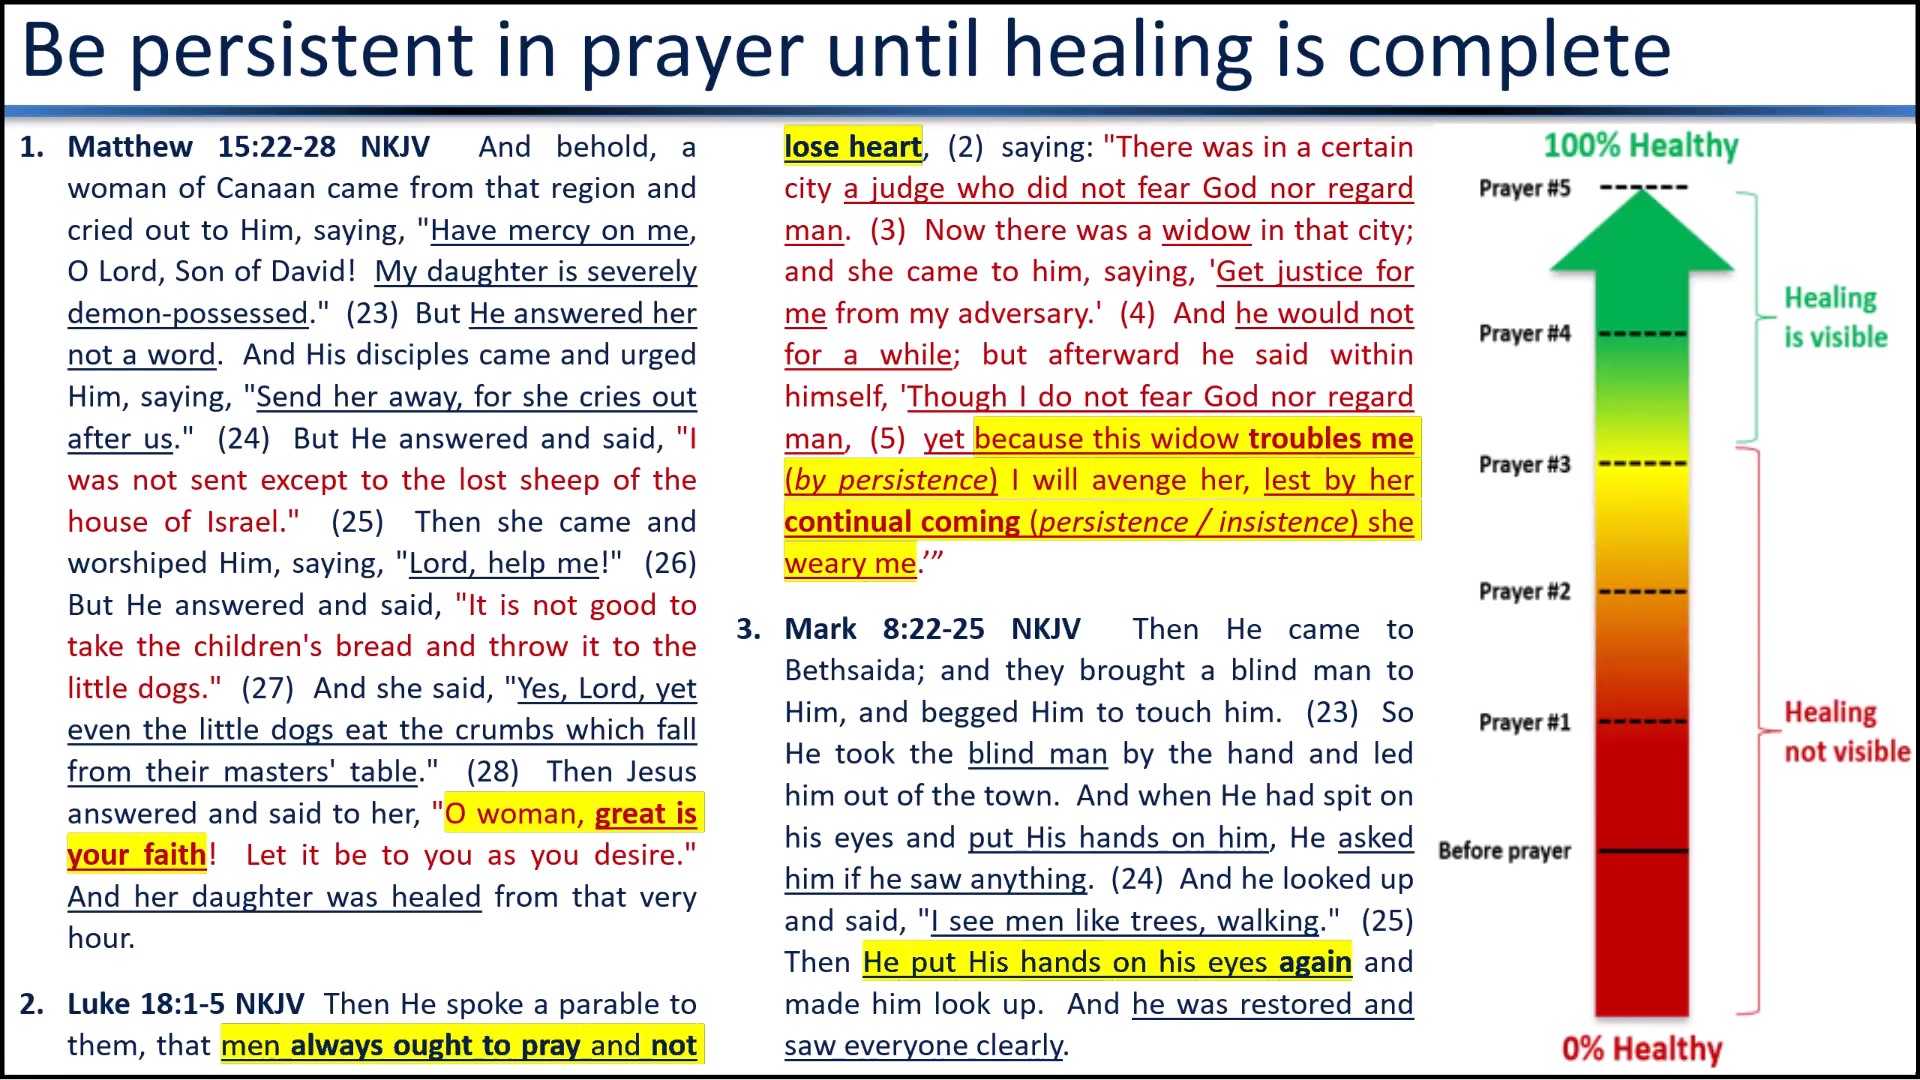 Be persistent in prayer until healing is complete
1. Matthew 15:22-28 NKJV And behold, a
woman of Canaan came from that region and
cried out to Him, saying, "Have mercy on me,
O Lord, Son of David! My daughter is severely
demon-possessed." (23) But He answered her
not a word. And His disciples came and urged
Him, saying, "Send her away, for she cries out
after us." (24) But He answered and said, "I
was not sent except to the lost sheep of the
house of Israel." (25) Then she came and
worshiped Him, saying, "Lord, help me!" (26)
But He answered and said, "It is not good to
take the children's bread and throw it to the
little dogs." (27) And she said, "Yes, Lord, yet
even the little dogs eat the crumbs which fall
from their masters' table." (28) Then Jesus
answered and said to her, "O woman, great is
your faith! Let it be to you as you desire."
And her daughter was healed from that very
hour.
2. Luke 18:1-5 NKJV Then He spoke a parable to
them, that men always ought to pray and not
lose heart, (2) saying: "There was in a certain
city a judge who did not fear God nor regard
man. (3) Now there was a widow in that city;
and she came to him, saying, 'Get justice for
me from my adversary.' (4) And he would not
for a while; but afterward he said within
himself, 'Though I do not fear God nor regard
man, (5) yet because this widow troubles me
(by persistence) I will avenge her, lest by her
continual coming (persistence / insistence) she
weary me.’”
3. Mark 8:22-25 NKJV Then He came to
Bethsaida; and they brought a blind man to
Him, and begged Him to touch him. (23) So
He took the blind man by the hand and led
him out of the town. And when He had spit on
his eyes and put His hands on him, He asked
him if he saw anything. (24) And he looked up
and said, "I see men like trees, walking." (25)
Then He put His hands on his eyes again and
made him look up. And he was restored and
saw everyone clearly.
100% Healthy
Prayer #5
Healing
is visible
Prayer #4
Prayer #3
Prayer #2
Prayer #1
Healing
not visible
Before prayer
0% Healthy